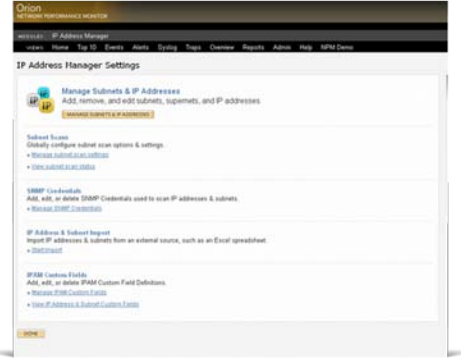 Orion
NETWORK PERFORMANCE MONITOR
MODULES: IP Address Manager
VIEWS: Home Top 10 Events Alerts Syslog Traps Overview Reports Admin Help NPM Demo
IP Address Manager Settings
Manage Subnets & IP Addresses
Add, remove, and edit subnets, supernets, and IP addresses
MANAGE SUBNETS & IP ADDRESSES
IP
IP
IP
Subnet Scans
Globally configure subnet scan options & settings.
» Manage subnet scan settings
» View subnet scan status
SNMP Credentials
Add, edit, or delete SNMP Credentials used to scan IP addresses & subnets.
» Manage SNMP Credentials
IP Address & Subnet Import
Import IP addresses & subnets from an external source, such as an Excel spreadsheet.
» Start Import
IPAM Custom Fields
Add, edit, or delete IPAM Custom Field Definitions.
» Manage IPAM Custom Fields
» View IP Address & Subnet Custom Fields
DONE